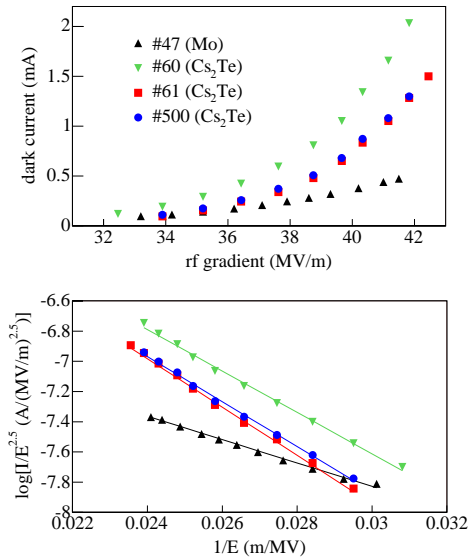 2
1.5
1
0.5
0
dark current (mA)
#47 (Mo)
#60 (Cs₂Te)
#61 (Cs₂Te)
#500 (Cs₂Te)
32 34 36 38 40 42
rf gradient (MV/m)
-6.6
-6.8
-7
-7.2
-7.4
-7.6
-7.8
-8
log[I/E^2.5 (A/(MV/m)^2.5)]
0.022 0.024 0.026 0.028 0.03 0.032
1/E (m/MV)